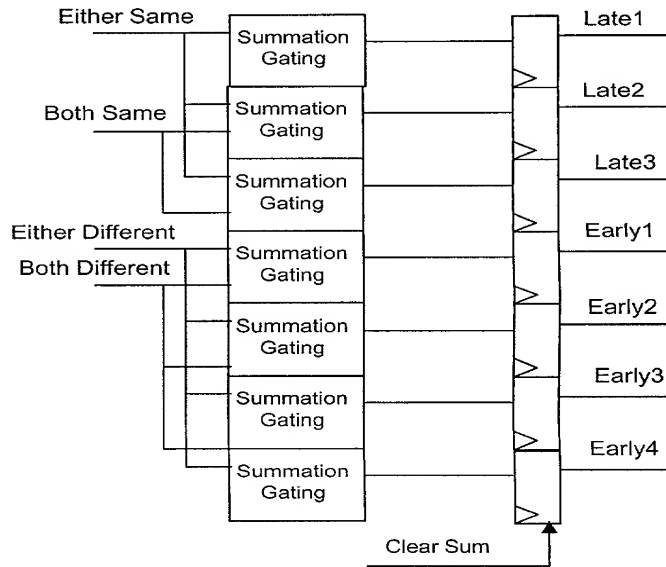 Either Same
Summation
Gating
Late1
Summation
Gating
Late2
Both Same
Summation
Gating
Late3
Either Different
Summation
Gating
Early1
Both Different
Summation
Gating
Early2
Summation
Gating
Early3
Summation
Gating
Early4
Clear Sum